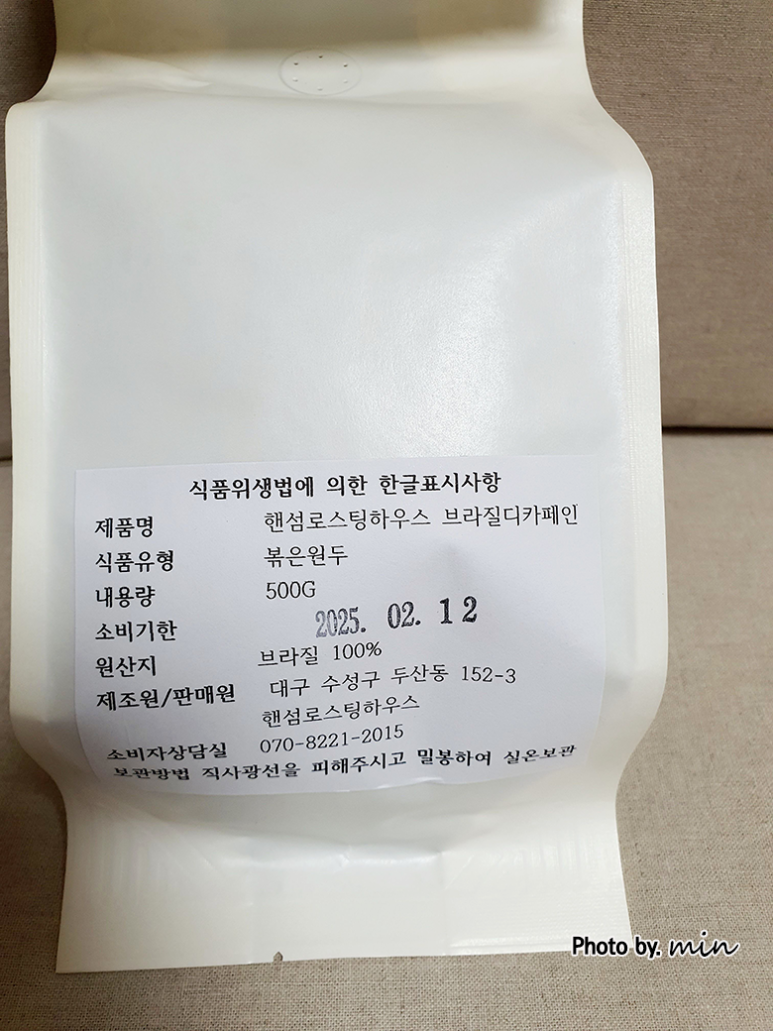 식품위생법에 의한 한글표시사항
제품명 핸섬로스팅하우스 브라질디카페인
식품유형 볶은원두
내용량 500G
소비기한 2025. 02. 12
원산지 브라질 100%
제조원/판매원 대구 수성구 두산동 152-3
핸섬로스팅하우스
소비자상담실 070-8221-2015
보관방법 직사광선을 피해주시고 밀봉하여 실온보관
Photo by. min